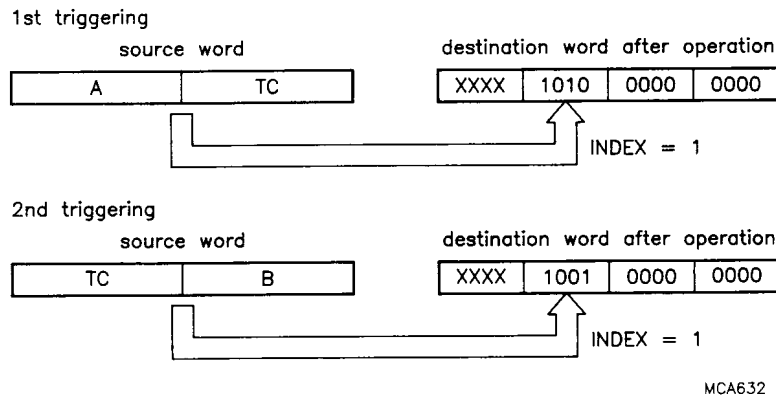 1st triggering
source word destination word after operation
A TC XXXX 1010 0000 0000
INDEX = 1
2nd triggering
source word destination word after operation
TC B XXXX 1001 0000 0000
INDEX = 1
MCA632